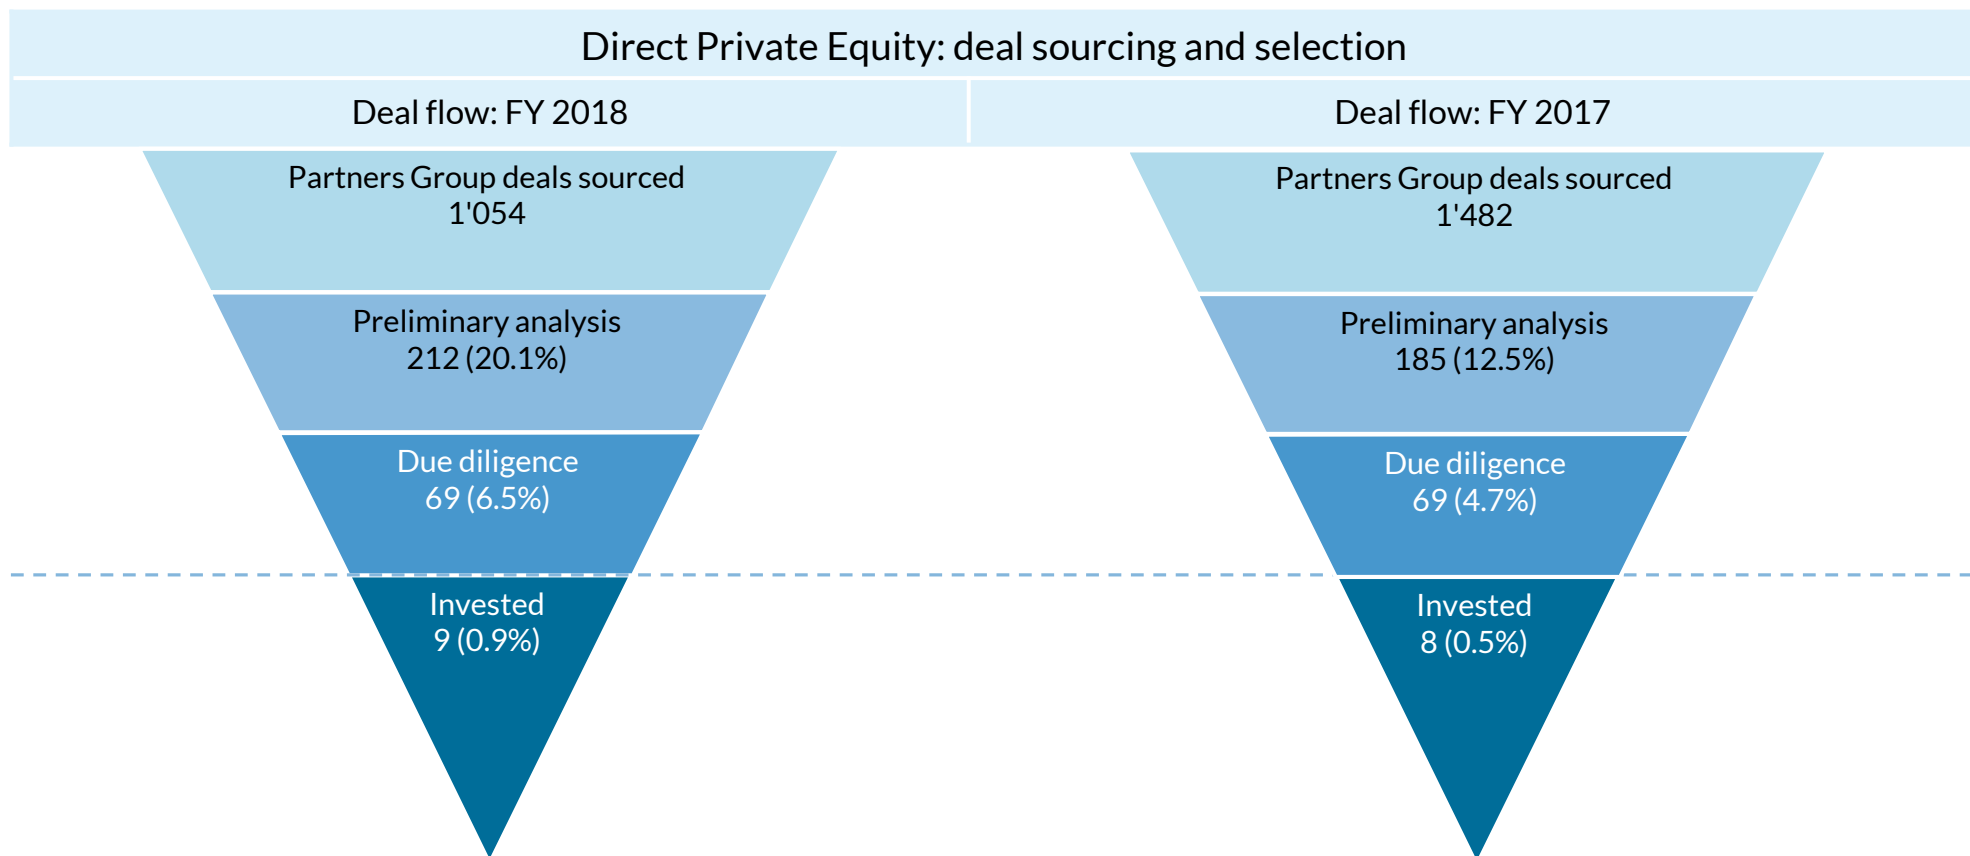 Direct Private Equity: deal sourcing and selection
Deal flow: FY 2018
Deal flow: FY 2017
Partners Group deals sourced
1'054
Preliminary analysis
212 (20.1%)
Due diligence
69 (6.5%)
Invested
9 (0.9%)
Partners Group deals sourced
1'482
Preliminary analysis
185 (12.5%)
Due diligence
69 (4.7%)
Invested
8 (0.5%)